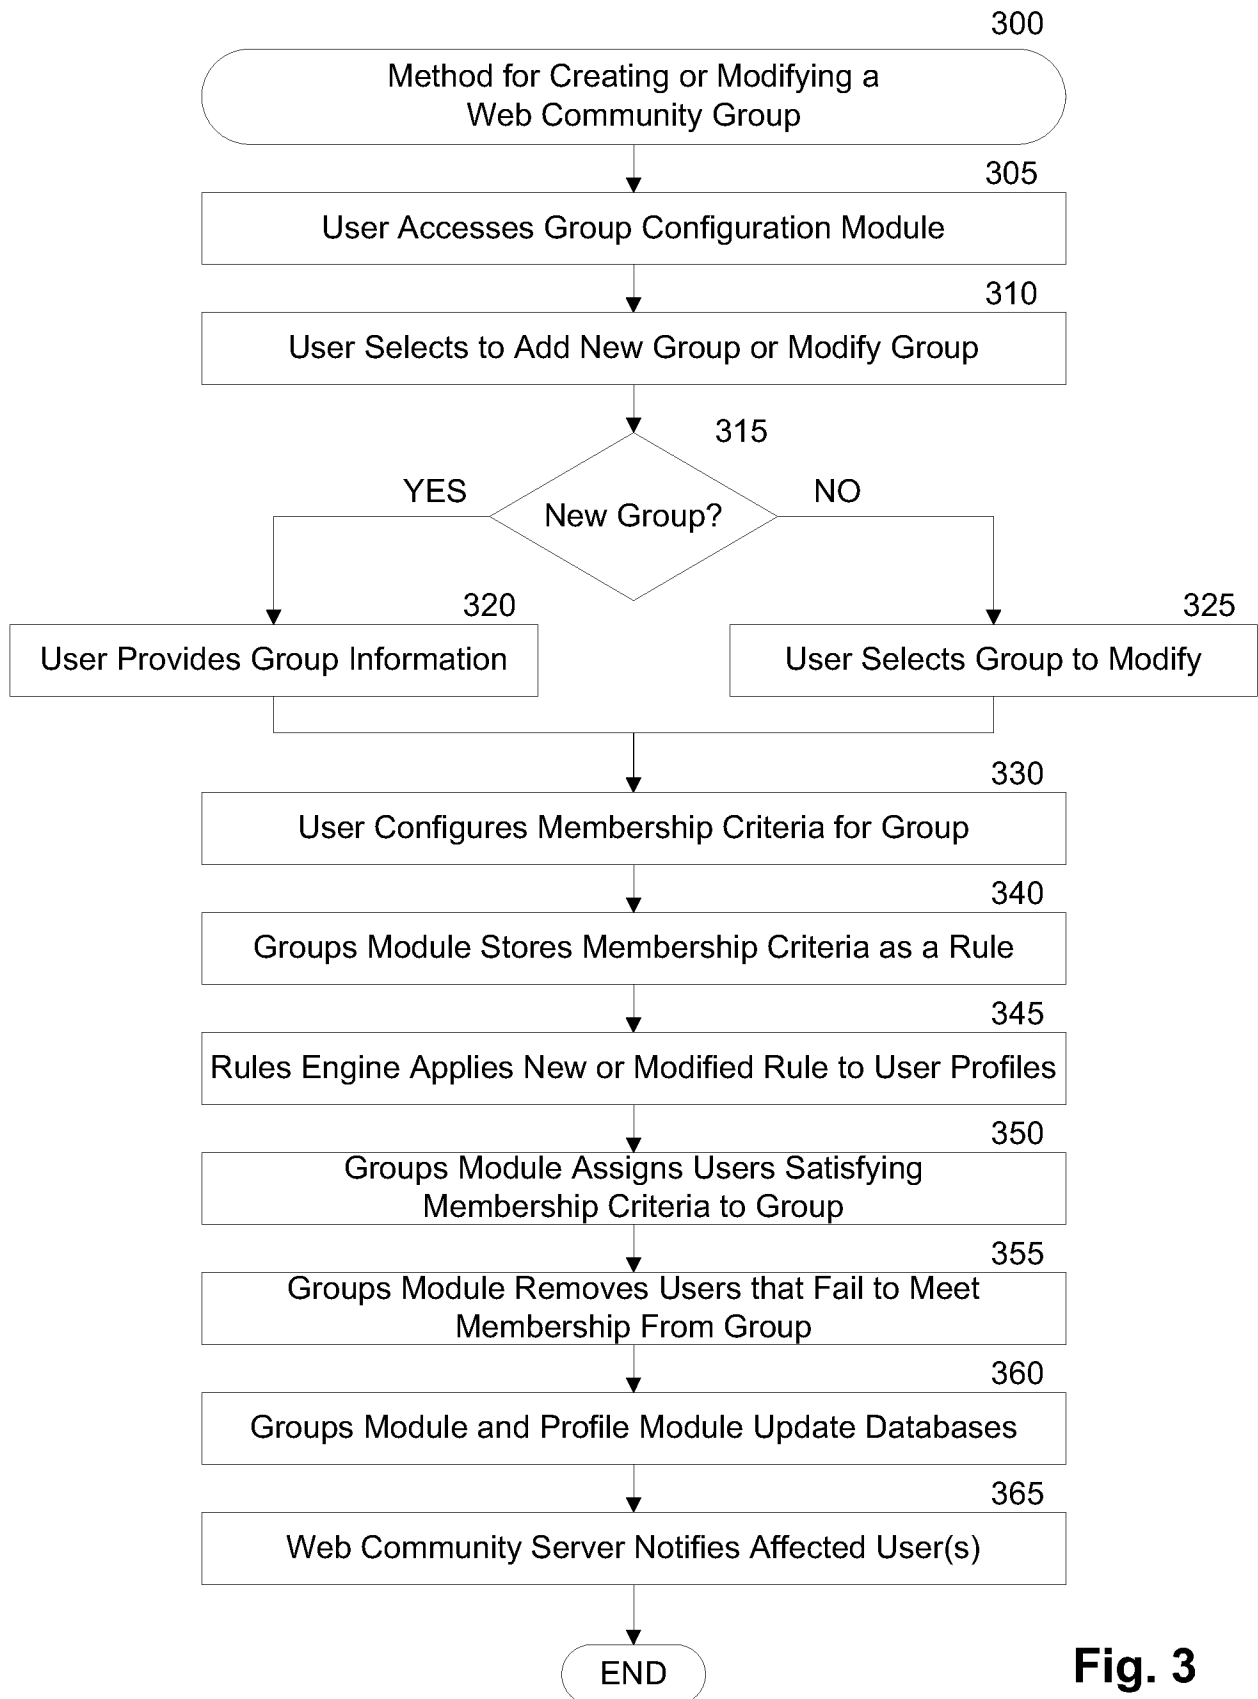 300
Method for Creating or Modifying a
Web Community Group
305
User Accesses Group Configuration Module
310
User Selects to Add New Group or Modify Group
315
YES
NO
New Group?
320
325
User Provides Group Information
User Selects Group to Modify
330
User Configures Membership Criteria for Group
340
Groups Module Stores Membership Criteria as a Rule
345
Rules Engine Applies New or Modified Rule to User Profiles
350
Groups Module Assigns Users Satisfying
Membership Criteria to Group
355
Groups Module Removes Users that Fail to Meet
Membership From Group
360
Groups Module and Profile Module Update Databases
365
Web Community Server Notifies Affected User(s)
END
Fig. 3